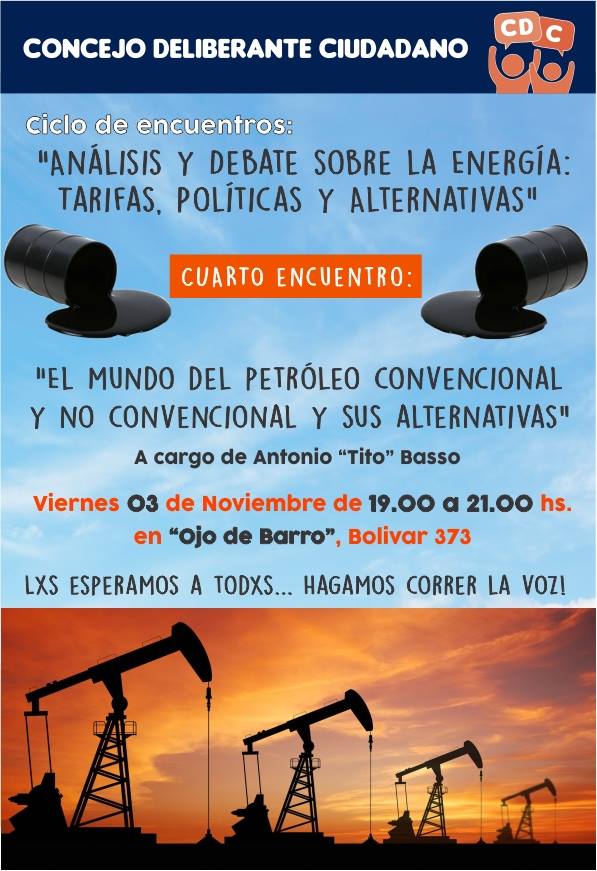 CONCEJO DELIBERANTE CIUDADANO
CD C
Ciclo de encuentros:
"ANÁLISIS Y DEBATE SOBRE LA ENERGÍA:
TARIFAS, POLÍTICAS Y ALTERNATIVAS"
CUARTO ENCUENTRO:
"EL MUNDO DEL PETRÓLEO CONVENCIONAL
Y NO CONVENCIONAL Y SUS ALTERNATIVAS"
A cargo de Antonio “Tito” Basso
Viernes 03 de Noviembre de 19.00 a 21.00 hs.
en “Ojo de Barro”, Bolivar 373
LXS ESPERAMOS A TODXS... HAGAMOS CORRER LA VOZ!